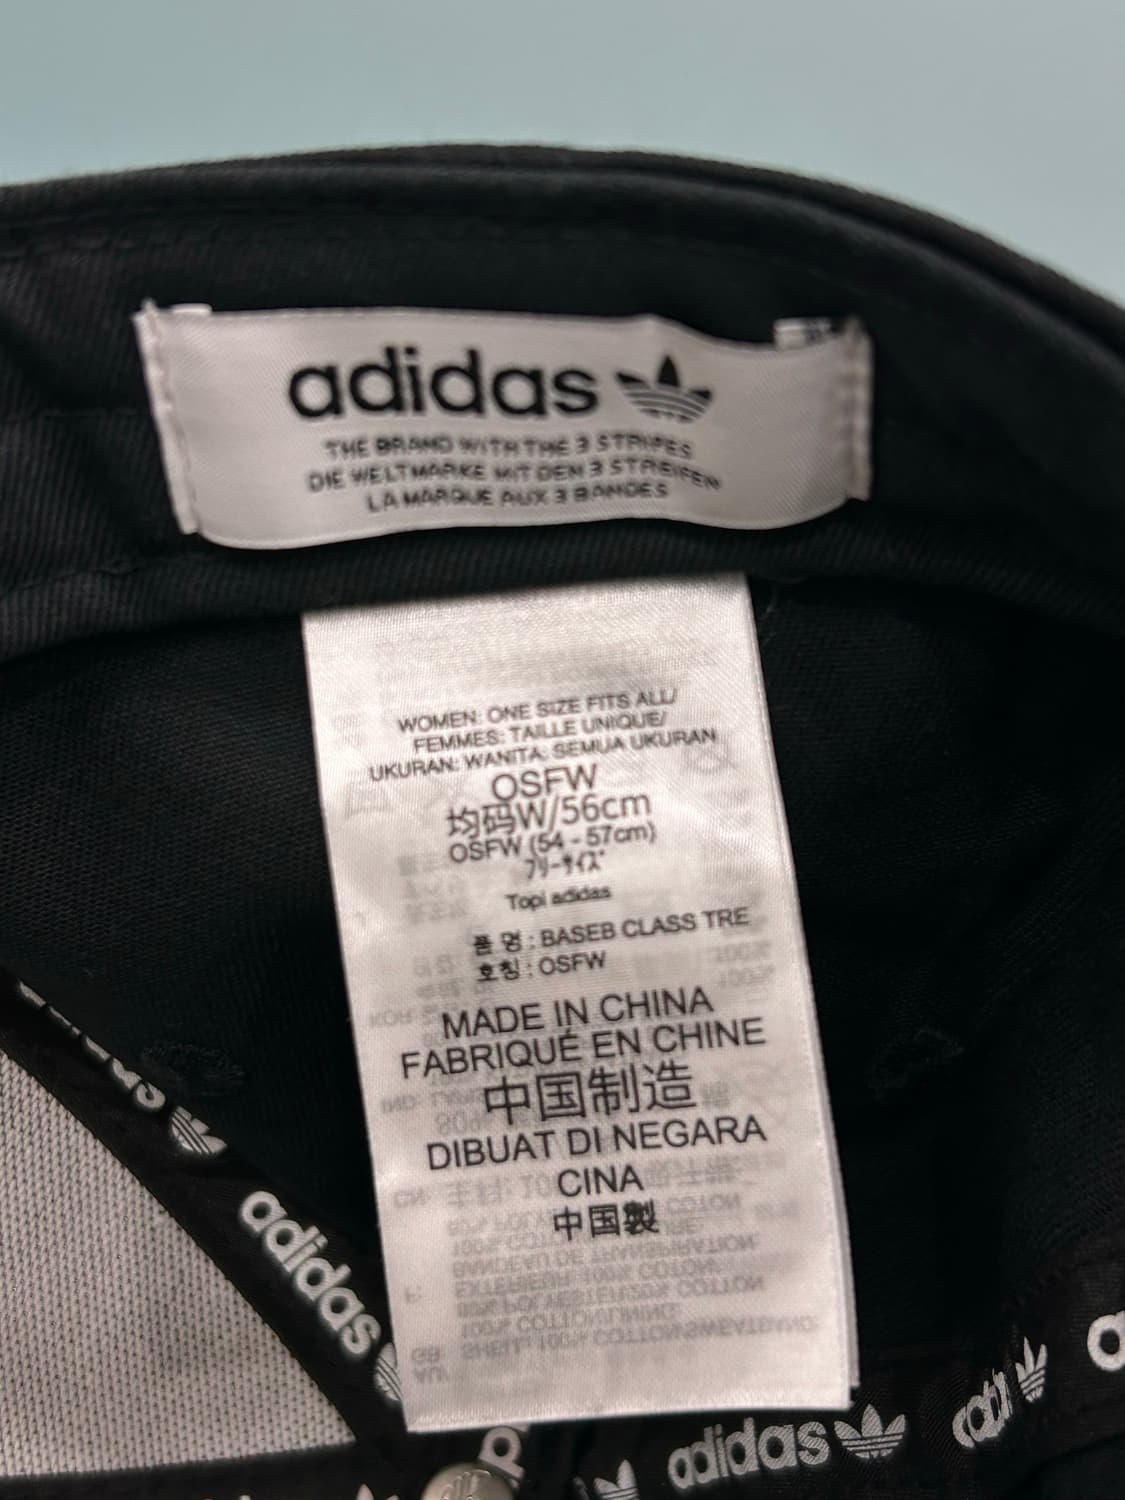 adidas
THE BRAND WITH THE 3 STRIPES
DIE WELTMARKE MIT DEN 3 STREIFEN
LA MARQUE AUX 3 BANDES
WOMEN: ONE SIZE FITS ALL/
FEMMES: TAILLE UNIQUE/
UKURAN: WANITA: SEMUA UKURAN
OSFW
均码W/56cm
OSFW (54 - 57cm)
フリーサイズ
Topi adidas
품 명 : BASEB CLASS TRE
호칭 : OSFW
MADE IN CHINA
FABRIQUÉ EN CHINE
中国制造
DIBUAT DI NEGARA
CINA
中国製
adidas
adidas
adidas